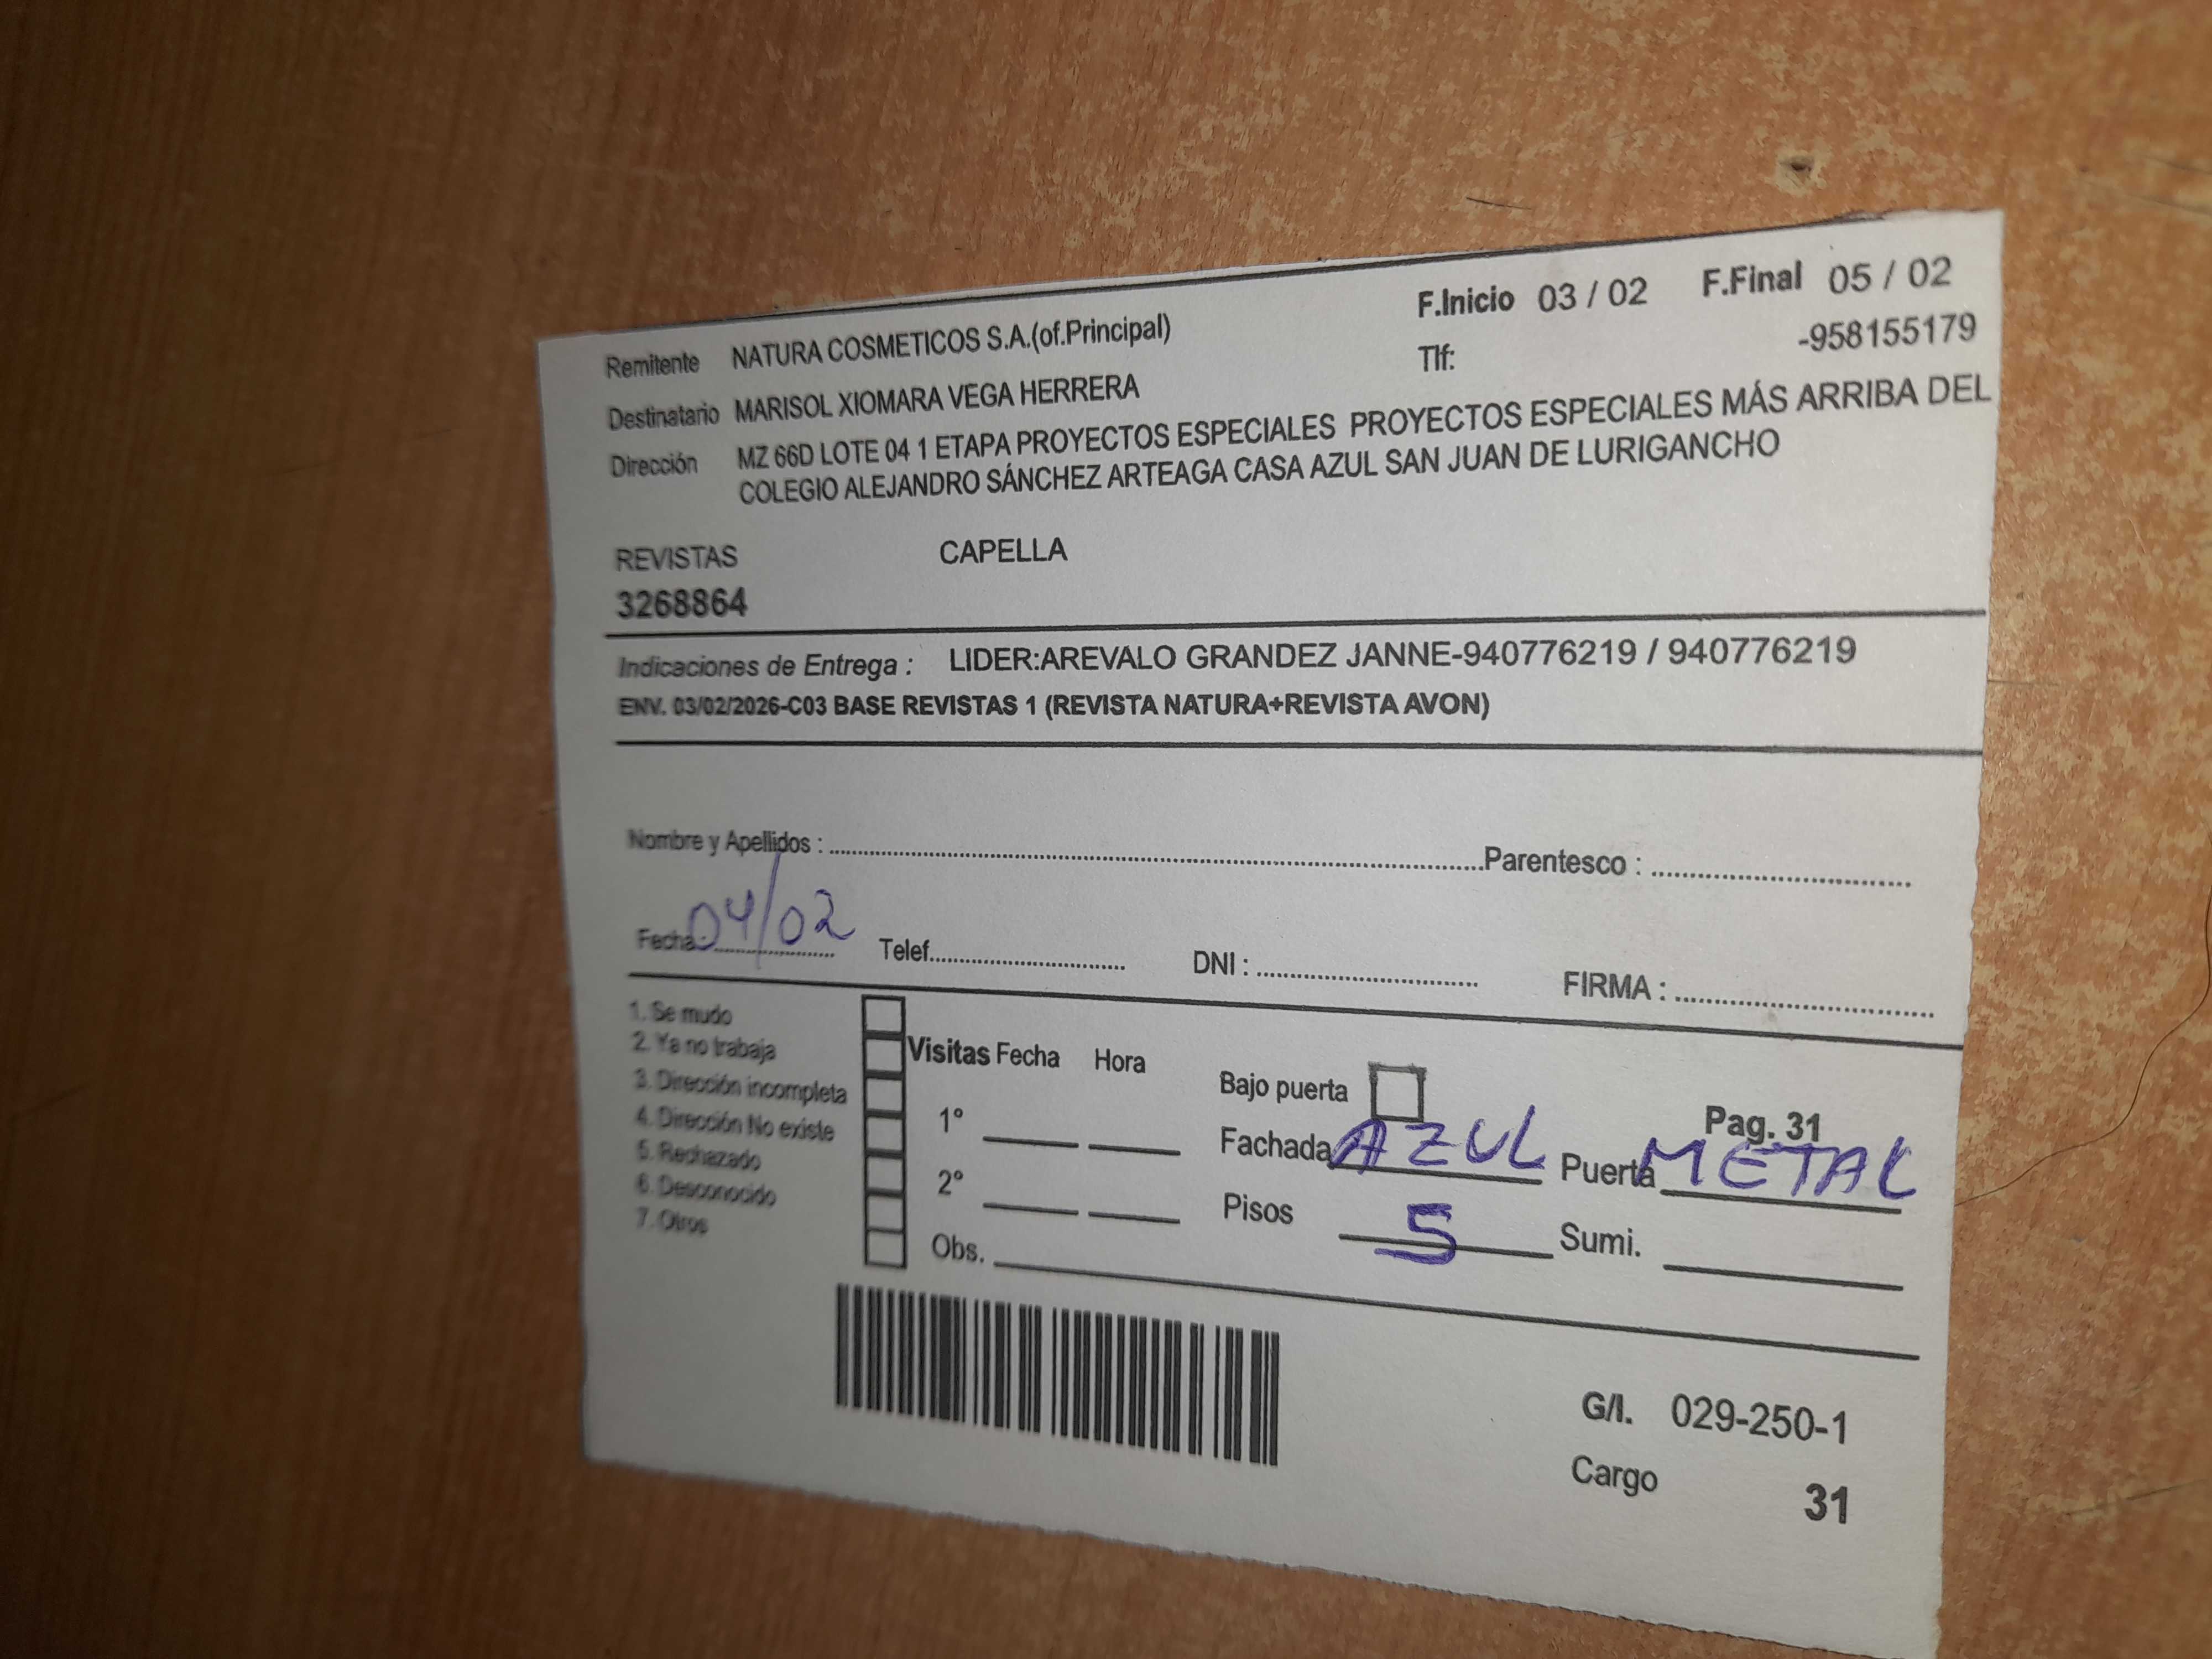 F.Inicio 03 / 02 F.Final 05 / 02
Remitente NATURA COSMETICOS S.A.(of.Principal) Tlf: -958155179
Destinatario MARISOL XIOMARA VEGA HERRERA
Dirección MZ 66D LOTE 04 1 ETAPA PROYECTOS ESPECIALES PROYECTOS ESPECIALES MÁS ARRIBA DEL
COLEGIO ALEJANDRO SÁNCHEZ ARTEAGA CASA AZUL SAN JUAN DE LURIGANCHO
REVISTAS CAPELLA
3268864
Indicaciones de Entrega : LIDER:AREVALO GRANDEZ JANNE-940776219 / 940776219
ENV. 03/02/2026-C03 BASE REVISTAS 1 (REVISTA NATURA+REVISTA AVON)
Nombre y Apellidos : Parentesco :
Fecha: 04/02 Telef. DNI : FIRMA :
1. Se mudo
2. Ya no trabaja
3. Dirección incompleta
4. Dirección No existe
5. Rechazado
6. Desconocido
7. Otros
Visitas Fecha Hora
1°
2°
Obs.
Bajo puerta Pag. 31
Fachada AZUL Puerta METAL
Pisos 5 Sumi.
G/I. 029-250-1
Cargo 31